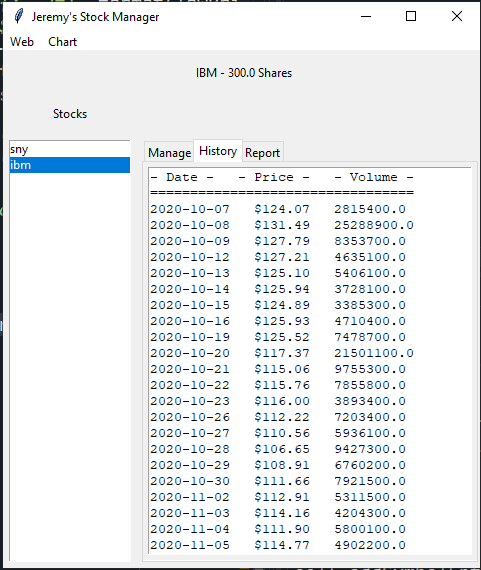 Jeremy's Stock Manager
Web Chart
IBM - 300.0 Shares
Stocks
sny
ibm
Manage History Report
- Date -   - Price -   - Volume -
=================================
2020-10-07   $124.07   2815400.0
2020-10-08   $131.49   25288900.0
2020-10-09   $127.79   8353700.0
2020-10-12   $127.21   4635100.0
2020-10-13   $125.10   5406100.0
2020-10-14   $125.94   3728100.0
2020-10-15   $124.89   3385300.0
2020-10-16   $125.93   4710400.0
2020-10-19   $125.52   7478700.0
2020-10-20   $117.37   21501100.0
2020-10-21   $115.06   9755300.0
2020-10-22   $115.76   7855800.0
2020-10-23   $116.00   3893400.0
2020-10-26   $112.22   7203400.0
2020-10-27   $110.56   5936100.0
2020-10-28   $106.65   9427300.0
2020-10-29   $108.91   6760200.0
2020-10-30   $111.66   7921500.0
2020-11-02   $112.91   5311500.0
2020-11-03   $114.16   4204300.0
2020-11-04   $111.90   5800100.0
2020-11-05   $114.77   4902200.0